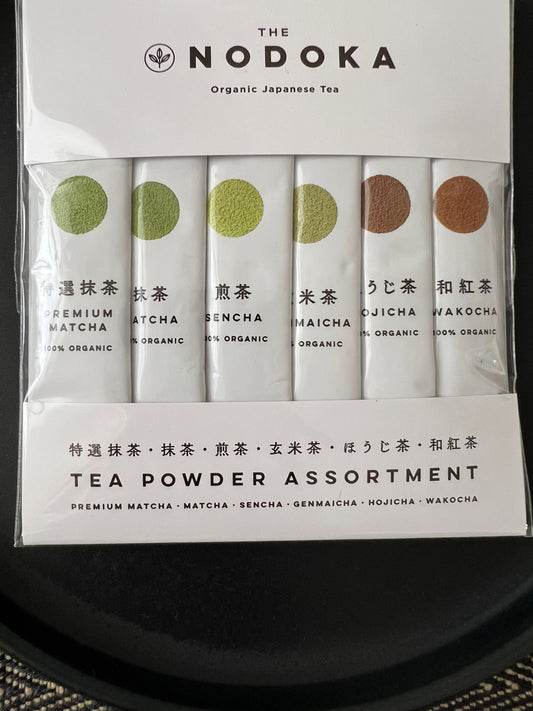 THE
NODOKA
Organic Japanese Tea
特選抹茶
PREMIUM
MATCHA
100% ORGANIC
抹茶
ATCHA
% ORGANIC
煎茶
SENCHA
00% ORGANIC
米茶
MAICHA
ORGANIC
うじ茶
OJICHA
% ORGANIC
和紅茶
WAKOCHA
100% ORGANIC
特選抹茶・抹茶・煎茶・玄米茶・ほうじ茶・和紅茶
TEA POWDER ASSORTMENT
PREMIUM MATCHA · MATCHA · SENCHA · GENMAICHA · HOJICHA · WAKOCHA